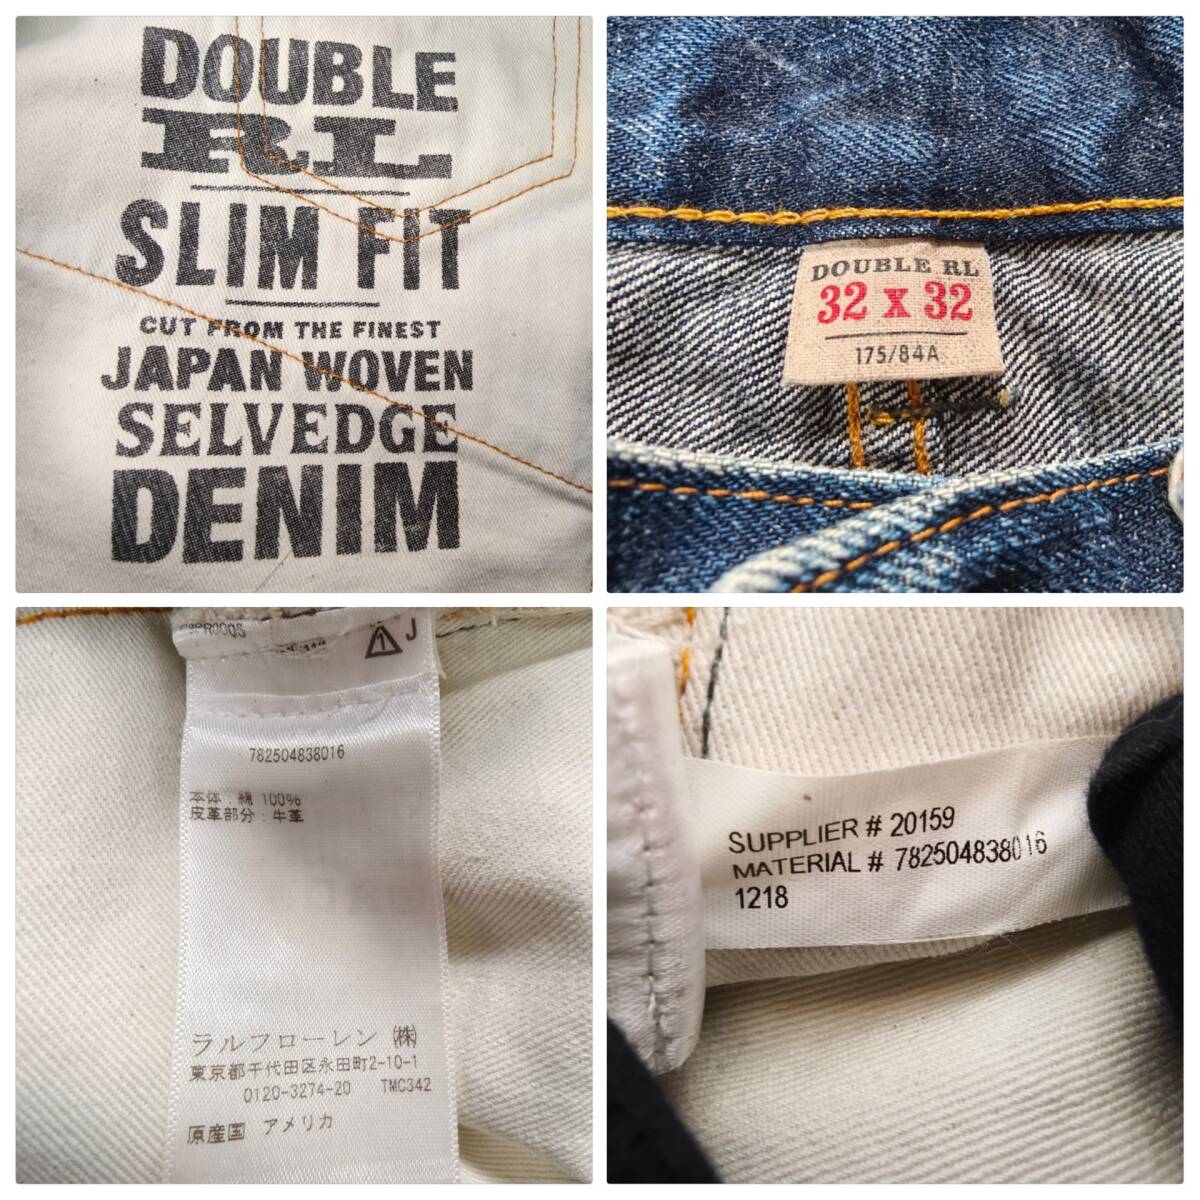 DOUBLE
RL
SLIM FIT
CUT FROM THE FINEST
JAPAN WOVEN
SELVEDGE
DENIM
DOUBLE RL
32 x 32
175/84A
1 J
782504838016
本体：綿 100%
皮革部分：牛革
ラルフローレン ㈱
東京都千代田区永田町2-10-1
0120-3274-20 TMC342
原産国 アメリカ
SUPPLIER # 20159
MATERIAL # 782504838016
1218